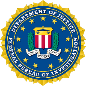 DEPARTMENT OF JUSTICE
FEDERAL BUREAU OF INVESTIGATION